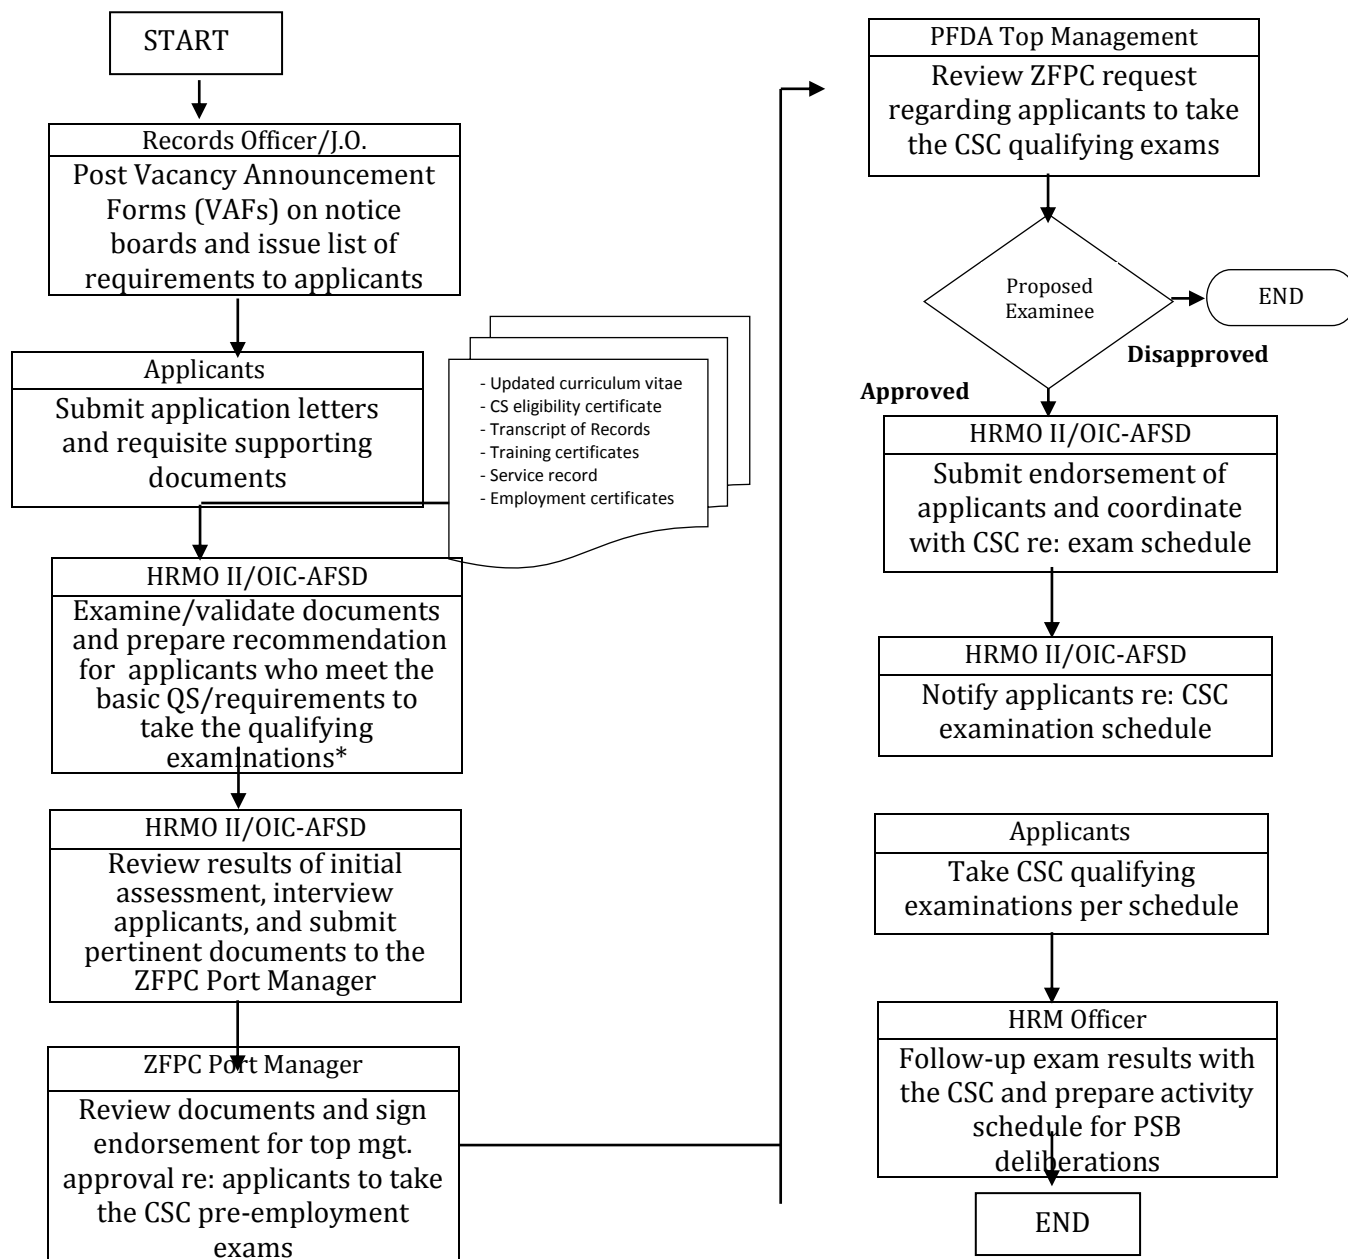 START
Records Officer/J.O.
Post Vacancy Announcement
Forms (VAFs) on notice
boards and issue list of
requirements to applicants
Applicants
Submit application letters
and requisite supporting
documents
- Updated curriculum vitae
- CS eligibility certificate
- Transcript of Records
- Training certificates
- Service record
- Employment certificates
HRMO II/OIC-AFSD
Examine/validate documents
and prepare recommendation
for applicants who meet the
basic QS/requirements to
take the qualifying
examinations*
HRMO II/OIC-AFSD
Review results of initial
assessment, interview
applicants, and submit
pertinent documents to the
ZFPC Port Manager
ZFPC Port Manager
Review documents and sign
endorsement for top mgt.
approval re: applicants to take
the CSC pre-employment
exams
PFDA Top Management
Review ZFPC request
regarding applicants to take
the CSC qualifying exams
Proposed
Examinee
END
Disapproved
Approved
HRMO II/OIC-AFSD
Submit endorsement of
applicants and coordinate
with CSC re: exam schedule
HRMO II/OIC-AFSD
Notify applicants re: CSC
examination schedule
Applicants
Take CSC qualifying
examinations per schedule
HRM Officer
Follow-up exam results with
the CSC and prepare activity
schedule for PSB
deliberations
END